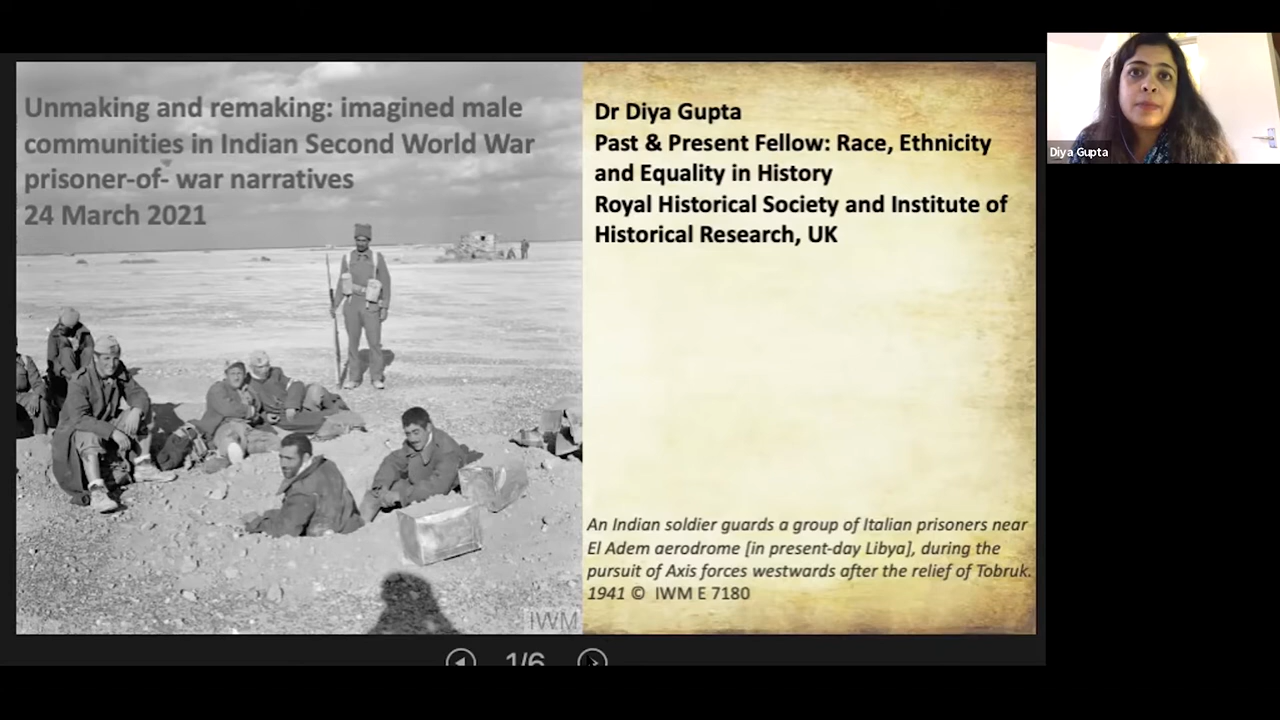 Unmaking and remaking: imagined male
communities in Indian Second World War
prisoner-of- war narratives
24 March 2021
Dr Diya Gupta
Past & Present Fellow: Race, Ethnicity
and Equality in History
Royal Historical Society and Institute of
Historical Research, UK
An Indian soldier guards a group of Italian prisoners near
El Adem aerodrome [in present-day Libya], during the
pursuit of Axis forces westwards after the relief of Tobruk.
1941 © IWM E 7180
IWM
1/6
Diya Gupta